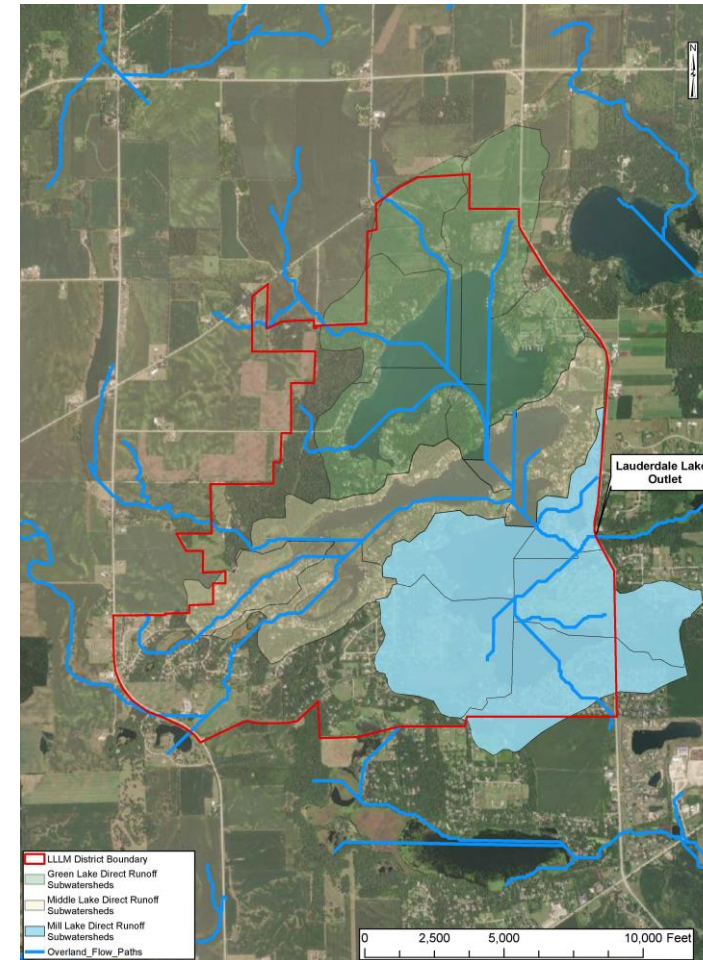 N
Lauderdale Lake
Outlet
LLLM District Boundary
Green Lake Direct Runoff
Subwatersheds
Middle Lake Direct Runoff
Subwatersheds
Mill Lake Direct Runoff
Subwatersheds
Overland_Flow_Paths
0 2,500 5,000 10,000 Feet